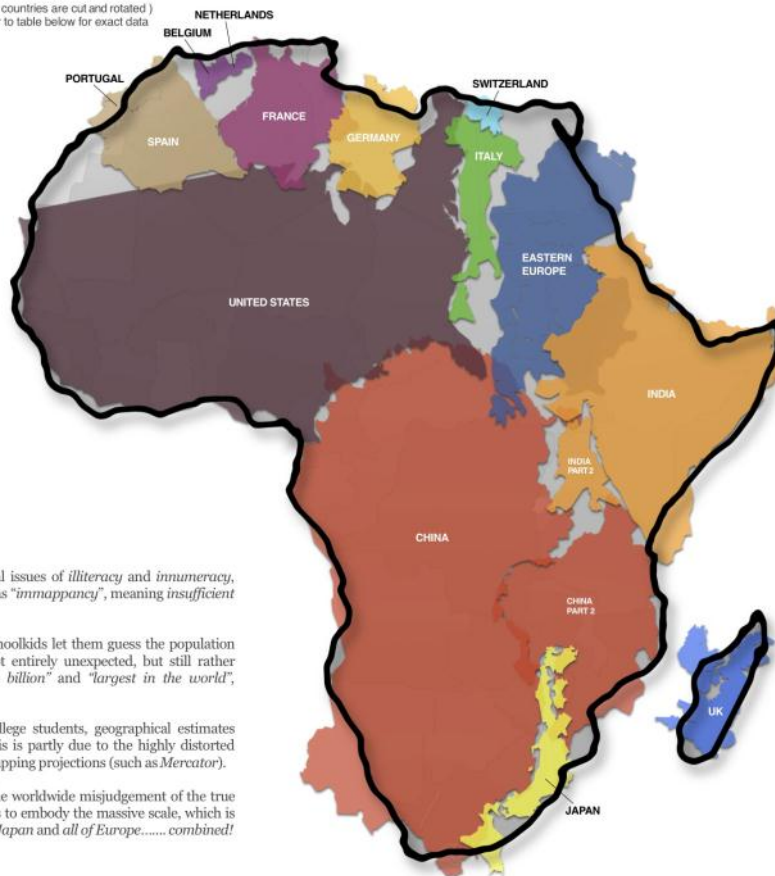 countries are cut and rotated )
to table below for exact data
NETHERLANDS
BELGIUM
PORTUGAL
SWITZERLAND
FRANCE
GERMANY
SPAIN
ITALY
EASTERN
EUROPE
UNITED STATES
INDIA
INDIA
PART 2
CHINA
CHINA
PART 2
UK
JAPAN
al issues of illiteracy and innumeracy,
as “immappancy”, meaning insufficient
hoolkids let them guess the population
t entirely unexpected, but still rather
billion” and “largest in the world”,
llege students, geographical estimates
is is partly due to the highly distorted
apping projections (such as Mercator).
e worldwide misjudgement of the true
s to embody the massive scale, which is
Japan and all of Europe....... combined!